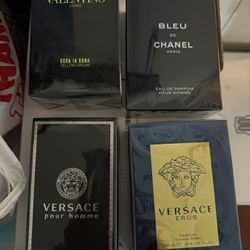 VALENTINO
UOMO
BORN IN ROMA
YELLOW DREAM
BLEU
DE
CHANEL
PARIS
EAU DE PARFUM
POUR HOMME
VERSACE
pour homme
VERSACE
EROS
PARFUM